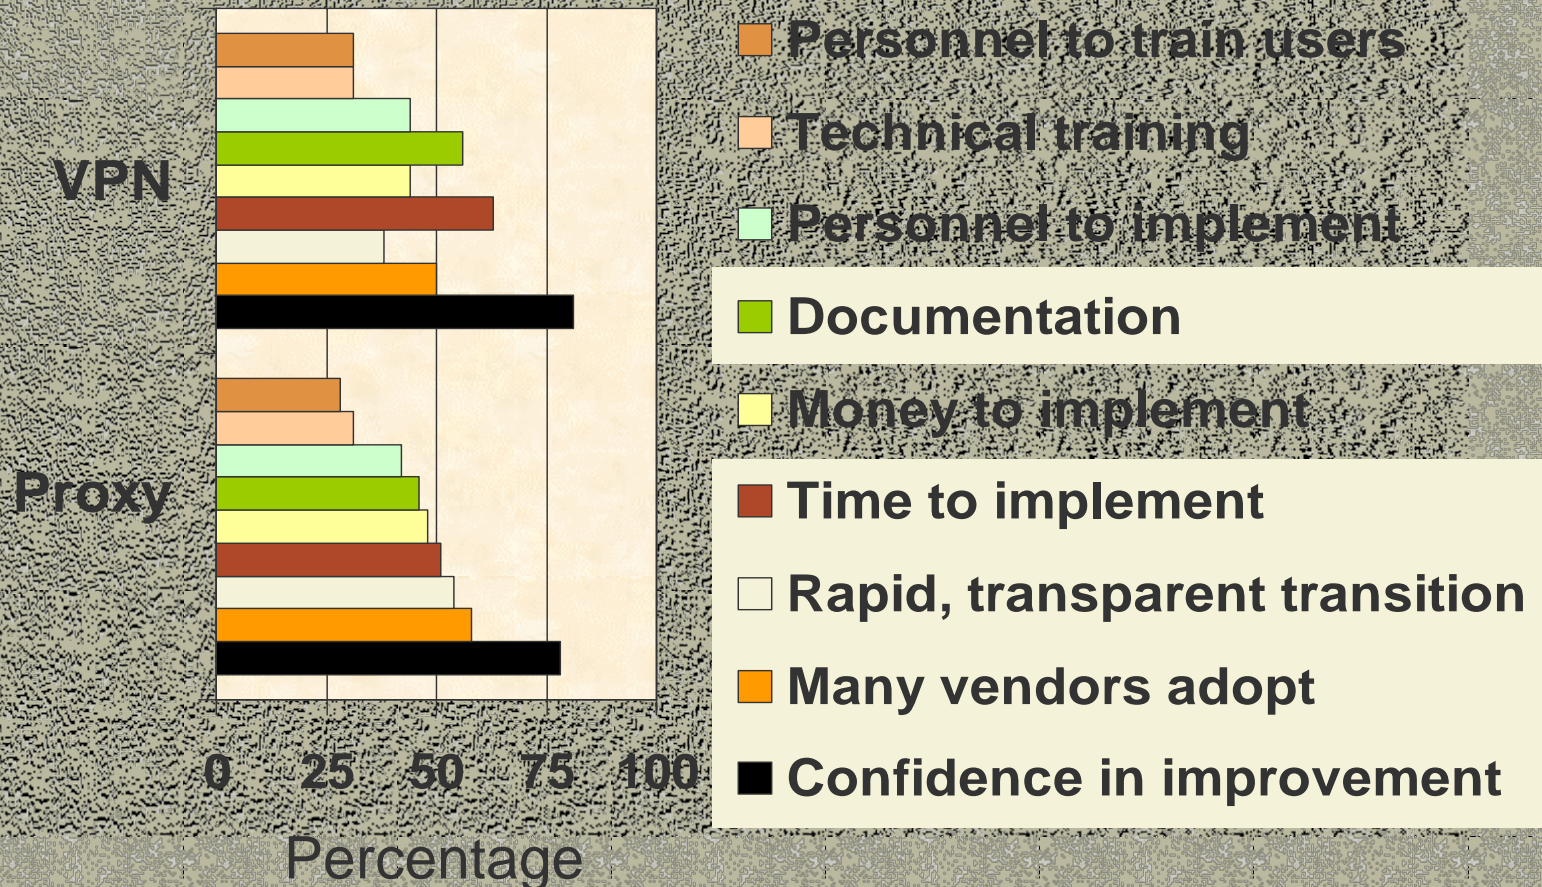 VPN
Proxy
0 25 50 75 100
Percentage
Personnel to train users
Technical training
Personnel to implement
Documentation
Money to implement
Time to implement
Rapid, transparent transition
Many vendors adopt
Confidence in improvement